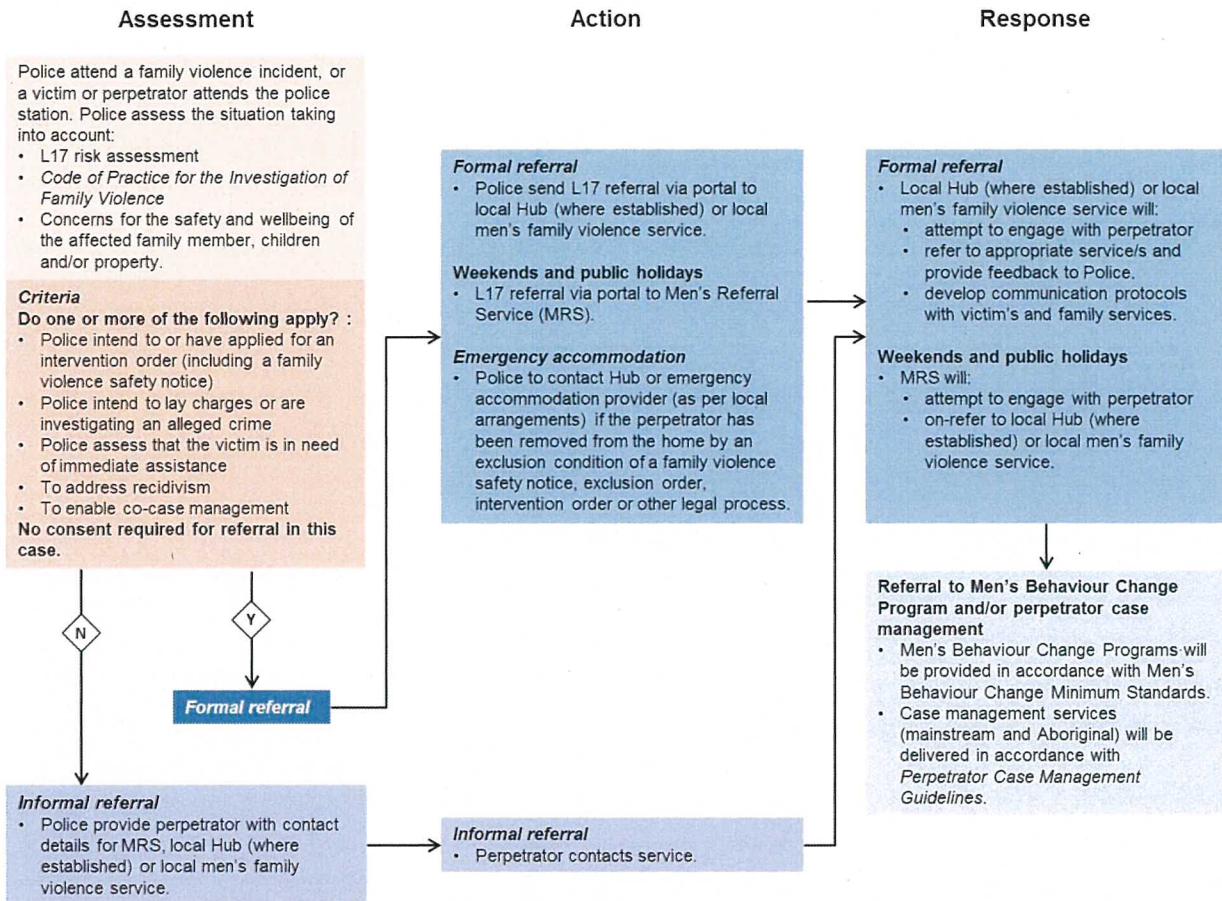 Assessment
Action
Response
Police attend a family violence incident, or
a victim or perpetrator attends the police
station. Police assess the situation taking
into account:
• L17 risk assessment
• Code of Practice for the Investigation of
Family Violence
• Concerns for the safety and wellbeing of
the affected family member, children
and/or property.
Criteria
Do one or more of the following apply? :
• Police intend to or have applied for an
intervention order (including a family
violence safety notice)
• Police intend to lay charges or are
investigating an alleged crime
• Police assess that the victim is in need
of immediate assistance
• To address recidivism
• To enable co-case management
No consent required for referral in this
case.
N
Y
Formal referral
Informal referral
• Police provide perpetrator with contact
details for MRS, local Hub (where
established) or local men's family
violence service.
Formal referral
• Police send L17 referral via portal to
local Hub (where established) or local
men's family violence service.
Weekends and public holidays
• L17 referral via portal to Men's Referral
Service (MRS).
Emergency accommodation
• Police to contact Hub or emergency
accommodation provider (as per local
arrangements) if the perpetrator has
been removed from the home by an
exclusion condition of a family violence
safety notice, exclusion order,
intervention order or other legal process.
Informal referral
• Perpetrator contacts service.
Formal referral
• Local Hub (where established) or local
men's family violence service will:
• attempt to engage with perpetrator
• refer to appropriate service/s and
provide feedback to Police.
• develop communication protocols
with victim's and family services.
Weekends and public holidays
• MRS will:
• attempt to engage with perpetrator
• on-refer to local Hub (where
established) or local men's family
violence service.
Referral to Men's Behaviour Change
Program and/or perpetrator case
management
• Men's Behaviour Change Programs will
be provided in accordance with Men's
Behaviour Change Minimum Standards.
• Case management services
(mainstream and Aboriginal) will be
delivered in accordance with
Perpetrator Case Management
Guidelines.